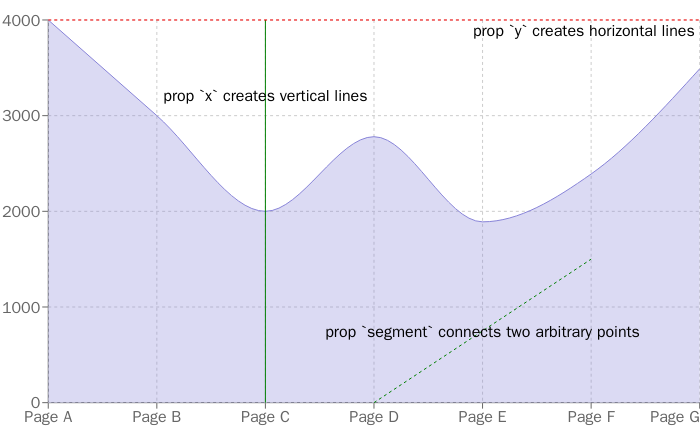 4000
prop `y` creates horizontal lines
prop `x` creates vertical lines
3000
2000
1000
prop `segment` connects two arbitrary points
0
Page A Page B Page C Page D Page E Page F Page G